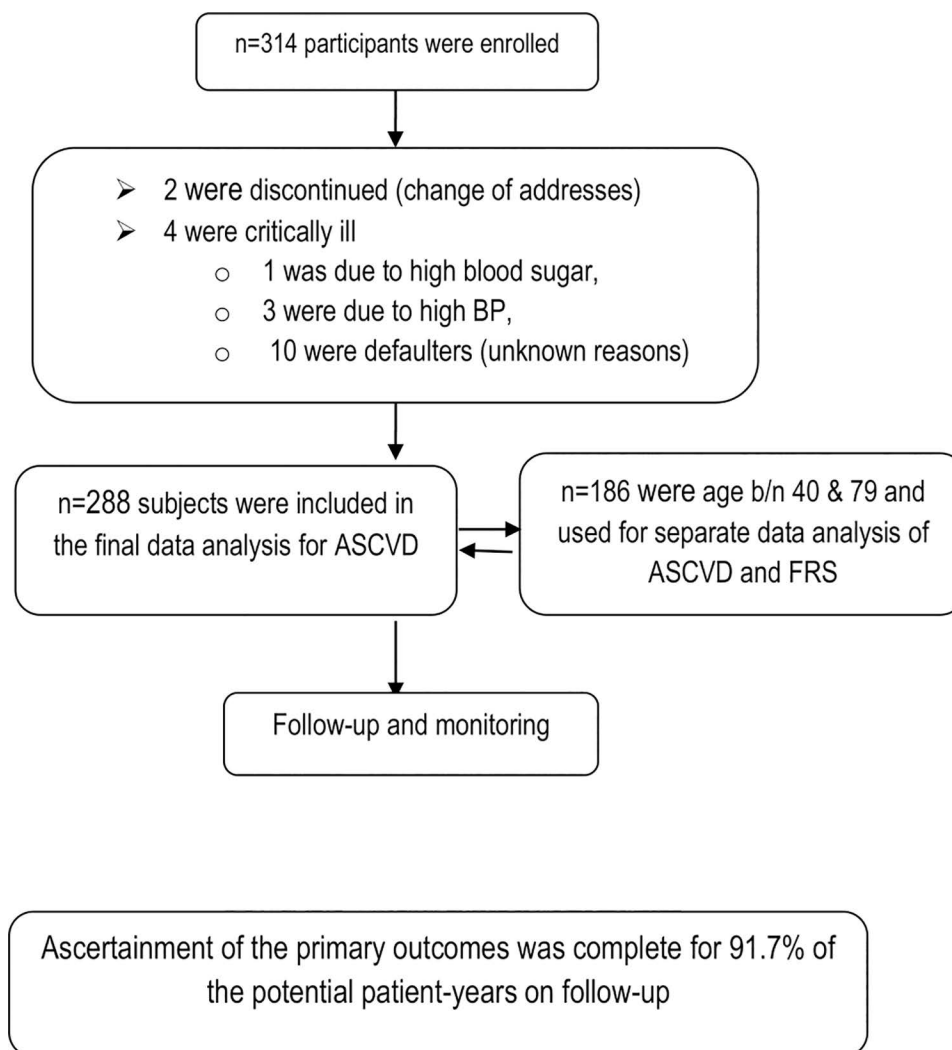 n=314 participants were enrolled
➢ 2 were discontinued (change of addresses)
➢ 4 were critically ill
o 1 was due to high blood sugar,
o 3 were due to high BP,
o 10 were defaulters (unknown reasons)
n=288 subjects were included in
the final data analysis for ASCVD
n=186 were age b/n 40 & 79 and
used for separate data analysis of
ASCVD and FRS
Follow-up and monitoring
Ascertainment of the primary outcomes was complete for 91.7% of
the potential patient-years on follow-up